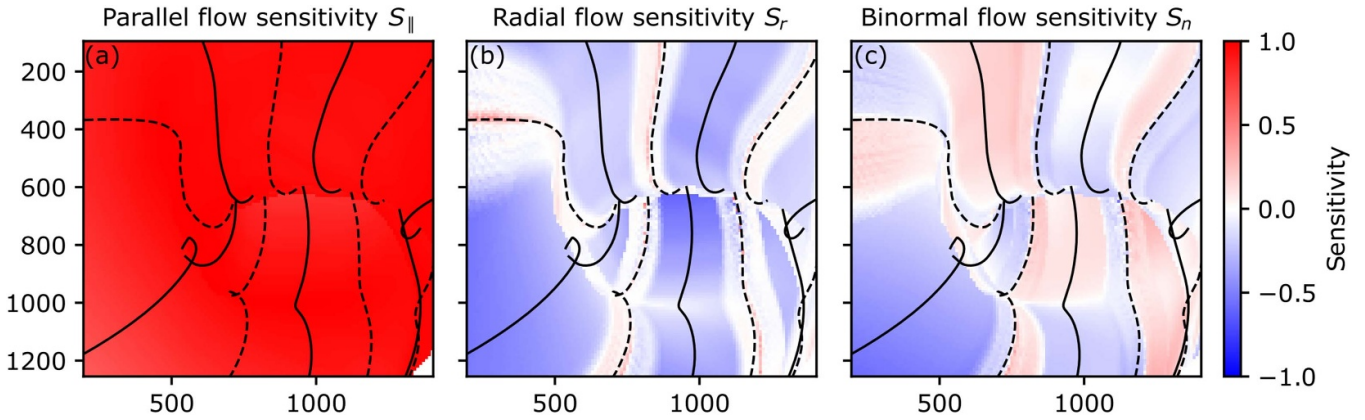 Parallel flow sensitivity S∥
Radial flow sensitivity Sr
Binormal flow sensitivity Sn
(a)
(b)
(c)
200
400
600
800
1000
1200
500
1000
500
1000
500
1000
1.0
0.5
0.0
−0.5
−1.0
Sensitivity